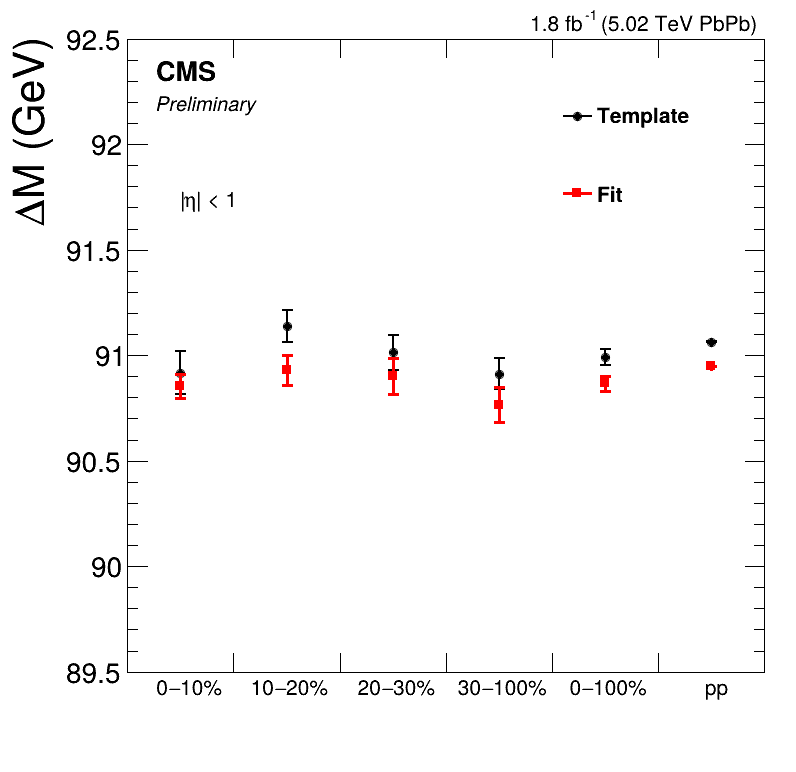 1.8 fb⁻¹ (5.02 TeV PbPb)
ΔM (GeV)
CMS
Preliminary
|η| < 1
Template
Fit
92.5
92
91.5
91
90.5
90
89.5
0−10% 10−20% 20−30% 30−100% 0−100% pp